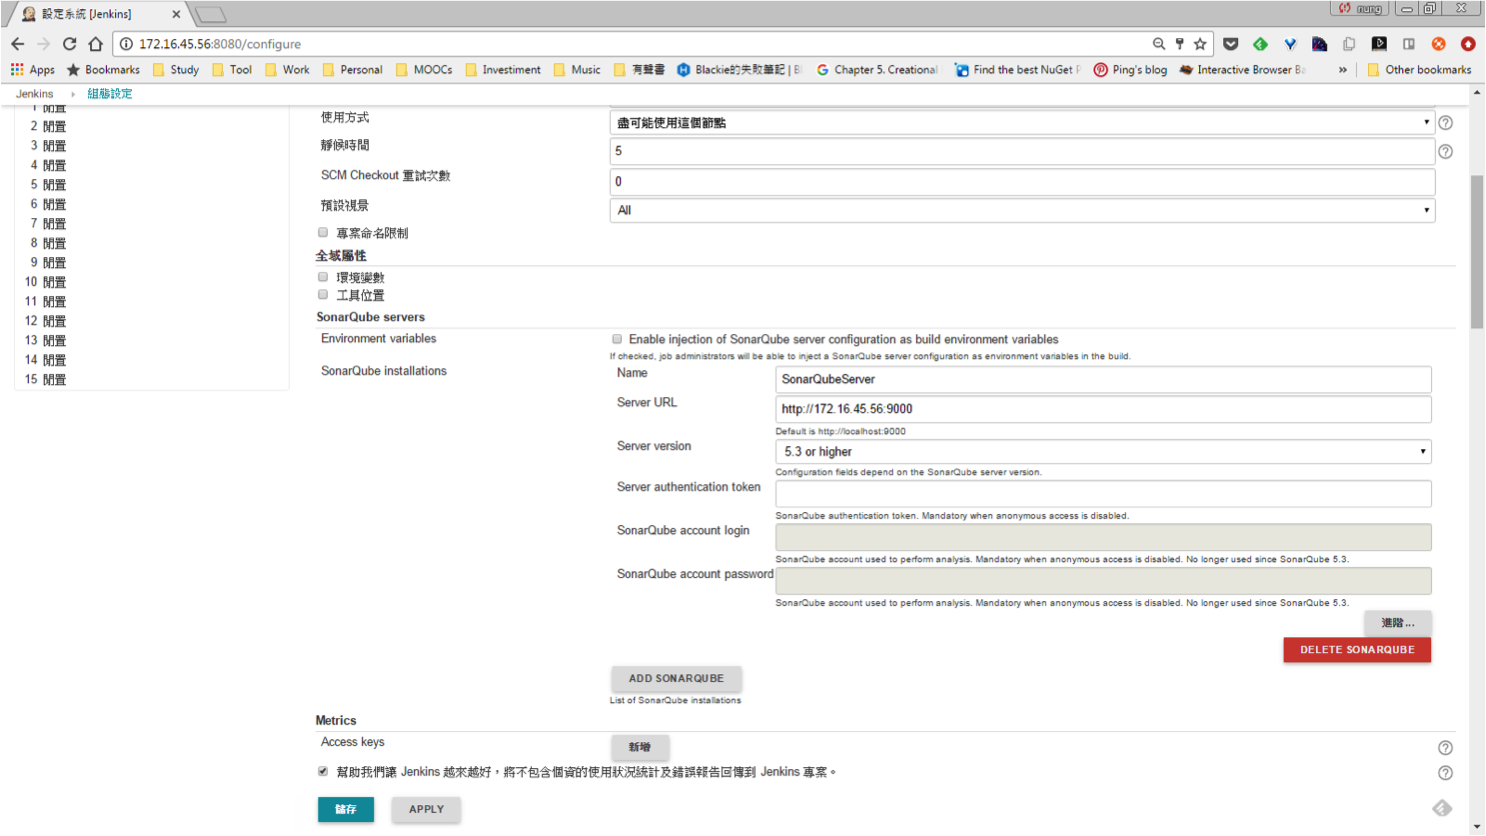 設定系統 [Jenkins]
nung
172.16.45.56:8080/configure
Apps Bookmarks Study Tool Work Personal MOOCs Investiment Music 有聲書 Blackie的失敗筆記 | Bl Chapter 5. Creational Find the best NuGet P Ping's blog Interactive Browser Ba » Other bookmarks
Jenkins 組態設定
1 閒置
2 閒置
3 閒置
4 閒置
5 閒置
6 閒置
7 閒置
8 閒置
9 閒置
10 閒置
11 閒置
12 閒置
13 閒置
14 閒置
15 閒置
使用方式 盡可能使用這個節點
靜候時間 5
SCM Checkout 重試次數 0
預設視景 All
專案命名限制
全域屬性
環境變數
工具位置
SonarQube servers
Environment variables Enable injection of SonarQube server configuration as build environment variables
If checked, job administrators will be able to inject a SonarQube server configuration as environment variables in the build.
SonarQube installations
Name SonarQubeServer
Server URL http://172.16.45.56:9000
Default is http://localhost:9000
Server version 5.3 or higher
Configuration fields depend on the SonarQube server version.
Server authentication token
SonarQube authentication token. Mandatory when anonymous access is disabled.
SonarQube account login
SonarQube account used to perform analysis. Mandatory when anonymous access is disabled. No longer used since SonarQube 5.3.
SonarQube account password
SonarQube account used to perform analysis. Mandatory when anonymous access is disabled. No longer used since SonarQube 5.3.
進階...
DELETE SONARQUBE
ADD SONARQUBE
List of SonarQube installations
Metrics
Access keys 新增
幫助我們讓 Jenkins 越來越好，將不包含個資的使用狀況統計及錯誤報告回傳到 Jenkins 專案。
儲存 APPLY